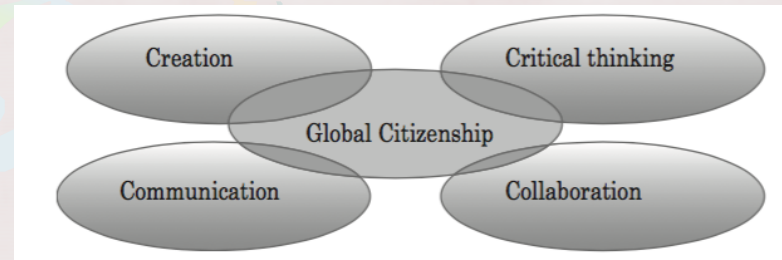 Creation
Critical thinking
Global Citizenship
Communication
Collaboration